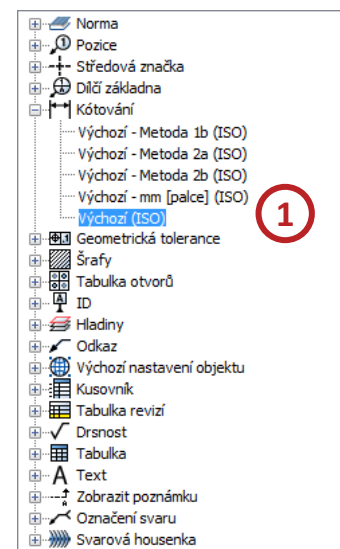 Norma
Pozice
Středová značka
Dílčí základna
Kótování
Výchozí - Metoda 1b (ISO)
Výchozí - Metoda 2a (ISO)
Výchozí - Metoda 2b (ISO)
Výchozí - mm [palce] (ISO)
Výchozí (ISO)
1
Geometrická tolerance
Šrafy
Tabulka otvorů
ID
Hladiny
Odkaz
Výchozí nastavení objektu
Kusovník
Tabulka revizí
Drsnost
Tabulka
Text
Zobrazit poznámku
Označení svaru
Svarová housenka